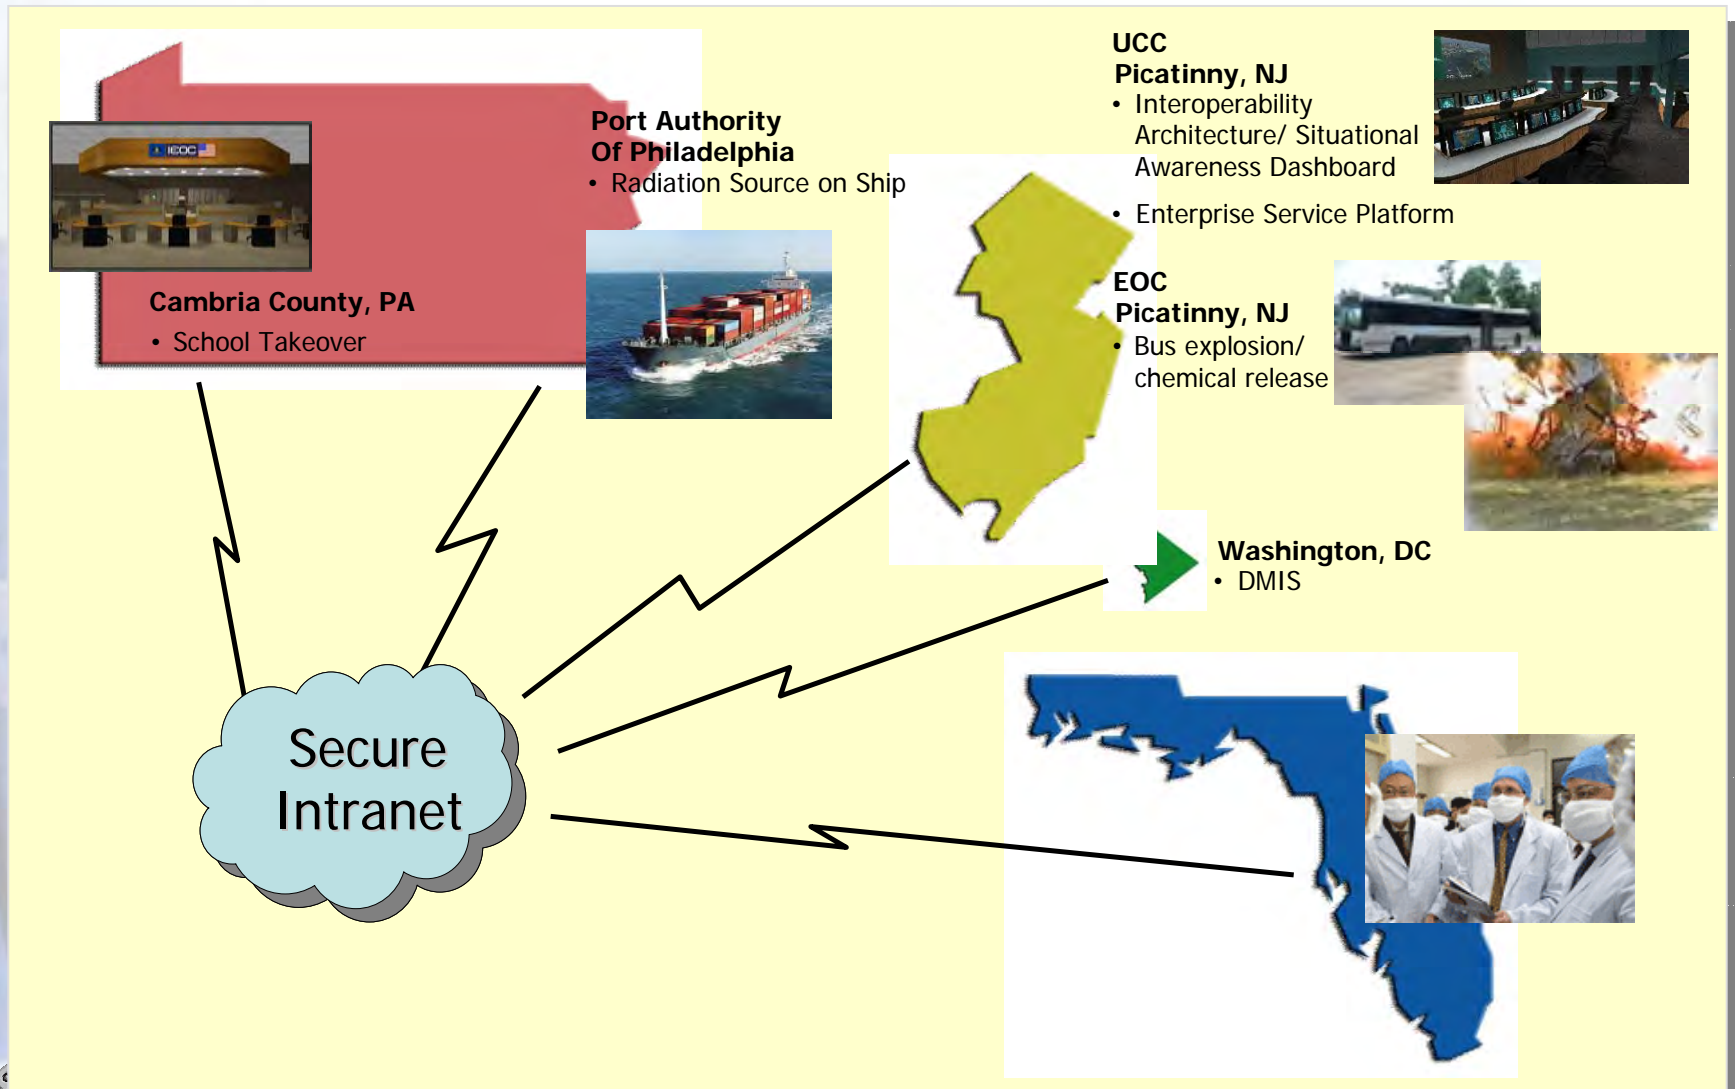 IEOC
Cambria County, PA
• School Takeover
Port Authority
Of Philadelphia
• Radiation Source on Ship
UCC
Picatinny, NJ
• Interoperability
Architecture/ Situational
Awareness Dashboard
• Enterprise Service Platform
EOC
Picatinny, NJ
• Bus explosion/
chemical release
Washington, DC
• DMIS
Secure
Intranet